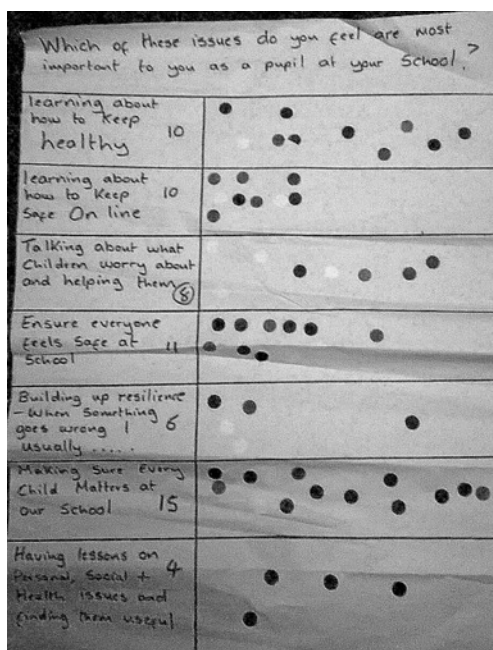 Which of these issues do you feel are most
important to you as a pupil at your School?
learning about
how to Keep
healthy 10
learning about
how to Keep 10
Safe On line
Talking about what
Children worry about
and helping them 8
Ensure everyone
feels Safe at
School 11
Building up resilience
- When Something
goes wrong I 6
usually.....
Making Sure Every
Child Matters at
our School 15
Having lessons on
Personal, Social + 4
Health issues and
finding them useful